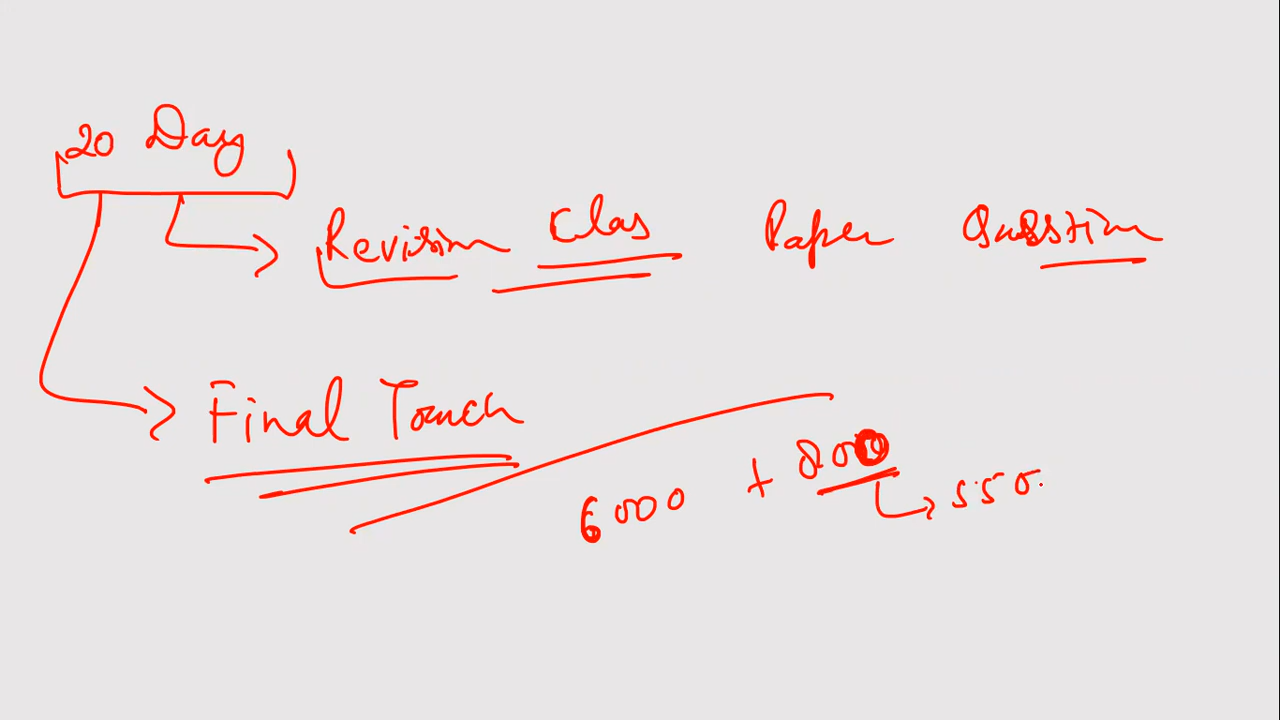 20 Day
Revision Clas Paper Question
Final Touch
6000 + 800
550